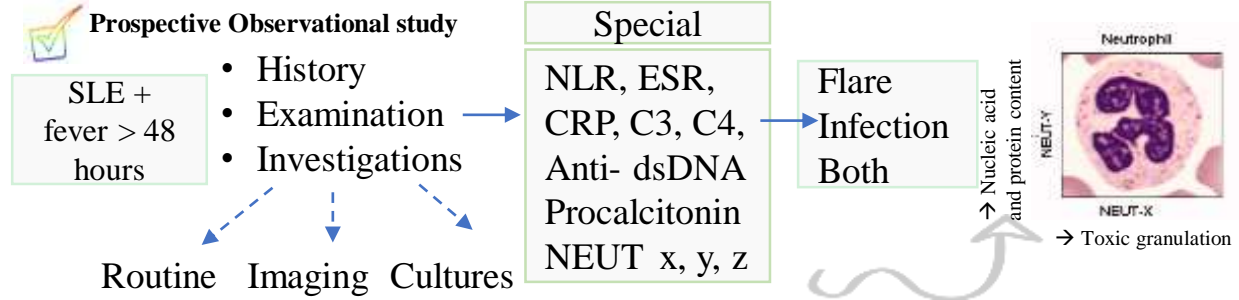 Prospective Observational study
SLE +
fever > 48
hours
• History
• Examination
• Investigations
Routine Imaging Cultures
Special
NLR, ESR,
CRP, C3, C4,
Anti- dsDNA
Procalcitonin
NEUT x, y, z
Flare
Infection
Both
→ Nucleic acid
and protein content
Neutrophil
NEUT-Y
NEUT-X
→ Toxic granulation